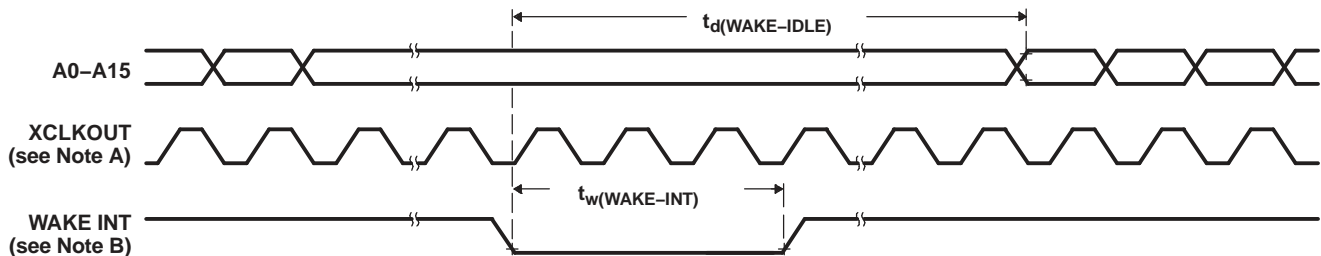 td(WAKE–IDLE)
A0–A15
XCLKOUT
(see Note A)
tw(WAKE–INT)
WAKE INT
(see Note B)